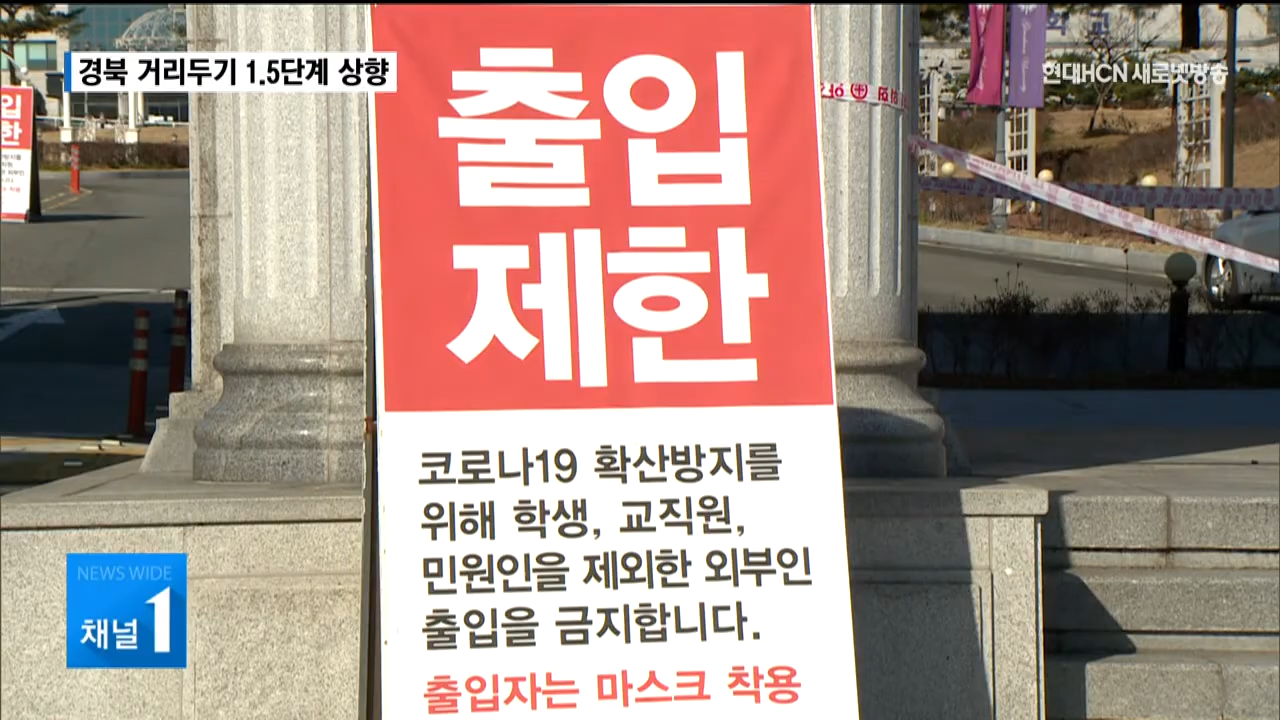 경북 거리두기 1.5단계 상향
현대HCN 새로넷방송
출입
제한
코로나19 확산방지를
위해 학생, 교직원,
민원인을 제외한 외부인
출입을 금지합니다.
출입자는 마스크 착용
NEWS WIDE
채널1